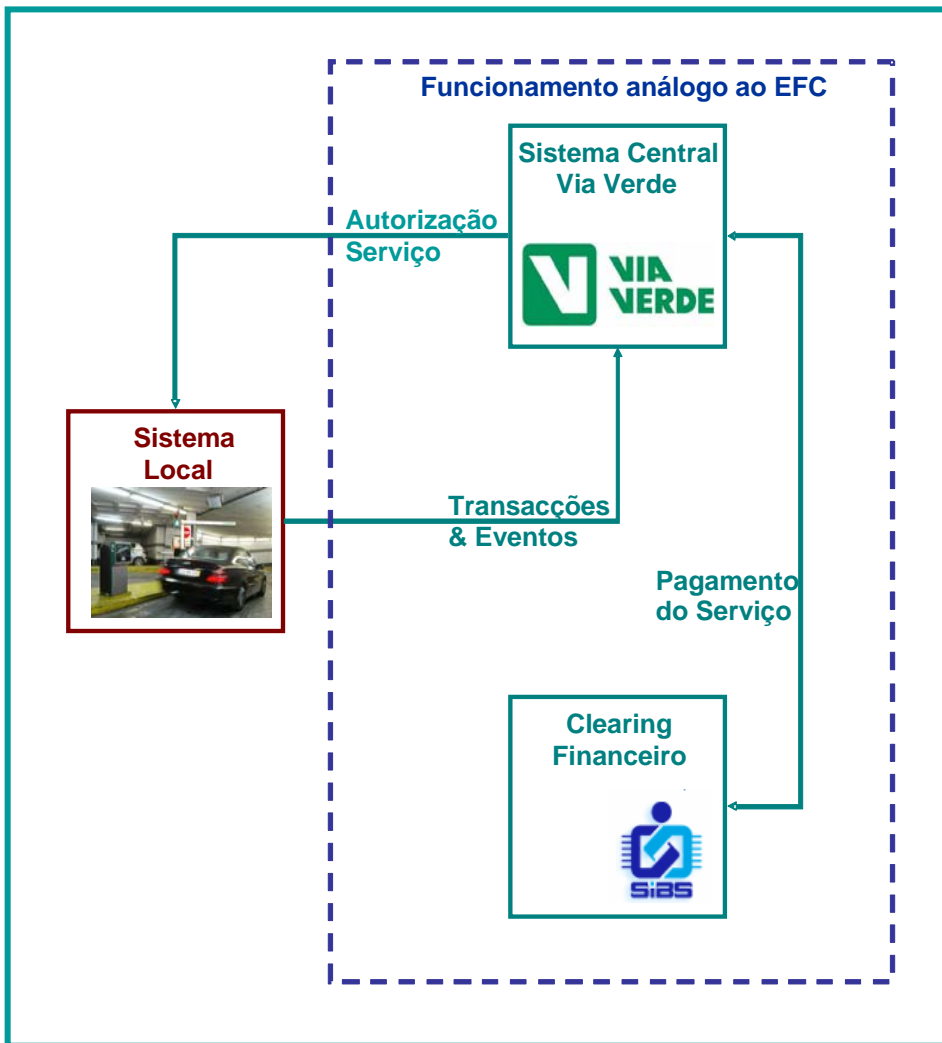 Funcionamento análogo ao EFC
Sistema Central
Via Verde
VIA
VERDE
Autorização
Serviço
Sistema
Local
Transacções
& Eventos
Pagamento
do Serviço
Clearing
Financeiro
SiBS